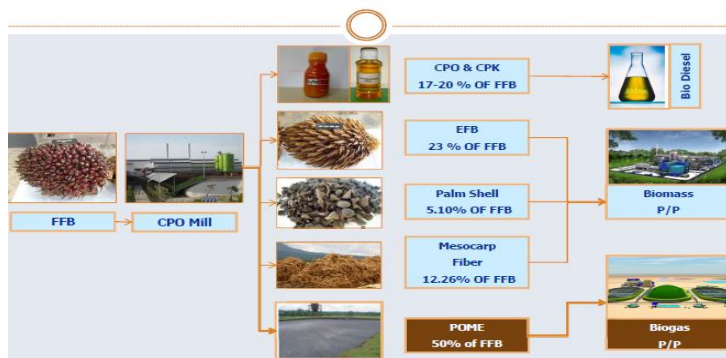 CPO & CPK
17-20 % OF FFB
Bio Diesel
EFB
23 % OF FFB
FFB
CPO Mill
Palm Shell
5.10% OF FFB
Biomass
P/P
Mesocarp
Fiber
12.26% OF FFB
POME
50% of FFB
Biogas
P/P